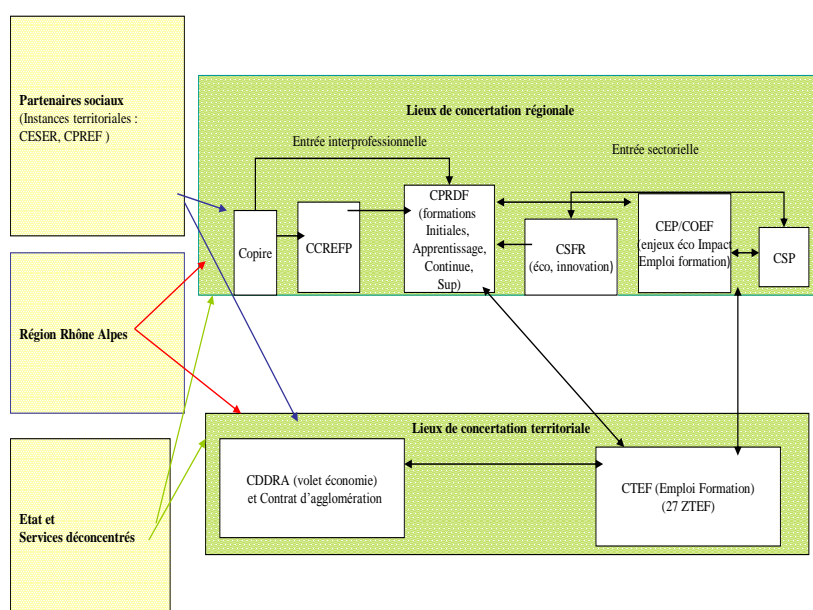 Partenaires sociaux
(Instances territoriales :
CESER, CPREF )
Lieux de concertation régionale
Entrée interprofessionnelle
Entrée sectorielle
Copire
CCREFP
CPRDF
(formations
Initiales,
Apprentissage,
Continue,
Sup)
CSFR
(éco, innovation)
CEP/COEF
(enjeux éco Impact
Emploi formation)
CSP
Région Rhône Alpes
Lieux de concertation territoriale
CDDRA (volet économie)
et Contrat d'agglomération
CTEF (Emploi Formation)
(27 ZTEF)
Etat et
Services déconcentrés